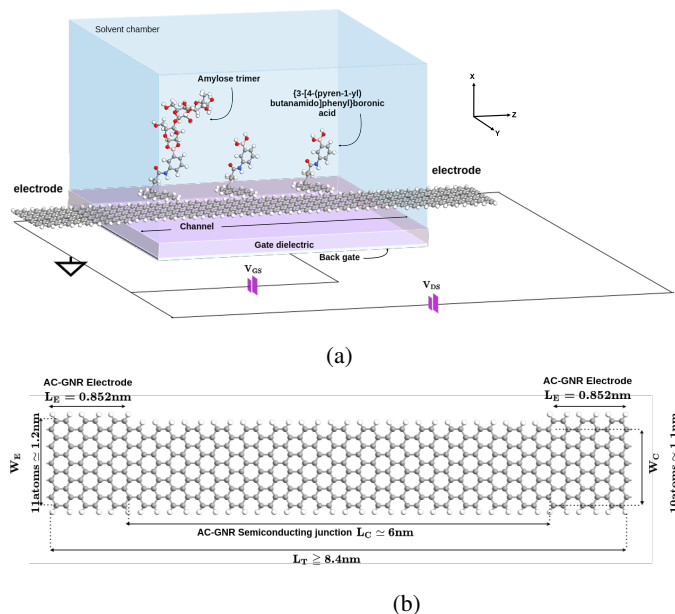 Solvent chamber
Amylose trimer
{3-[4-(pyren-1-yl)
butanamido]phenyl}boronic
acid
X
Z
Y
electrode
electrode
Channel
Gate dielectric
Back gate
V_GS
V_DS
(a)
AC-GNR Electrode
L_E = 0.852nm
AC-GNR Electrode
L_E = 0.852nm
W_E
11atoms ≃ 1.2nm
W_C
10atoms ≃ 1.1nm
AC-GNR Semiconducting junction L_C ≃ 6nm
L_T ≧ 8.4nm
(b)